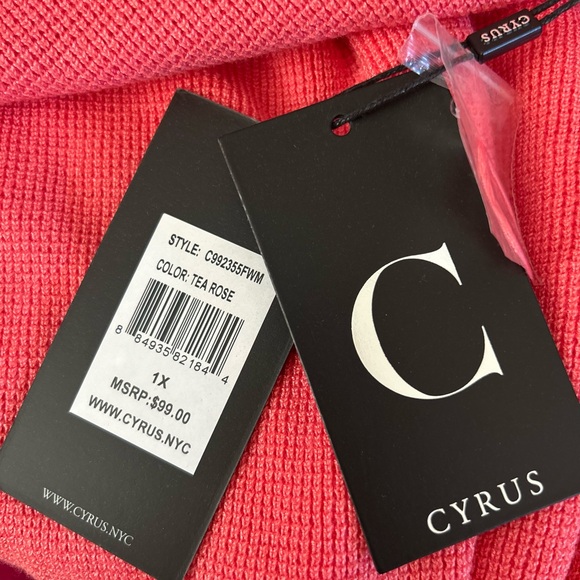 CYRUS
STYLE: C992355FWM
COLOR: TEA ROSE
8 84935 82184 4
1X
MSRP:$99.00
WWW.CYRUS.NYC
WWW.CYRUS.NYC
C
CYRUS